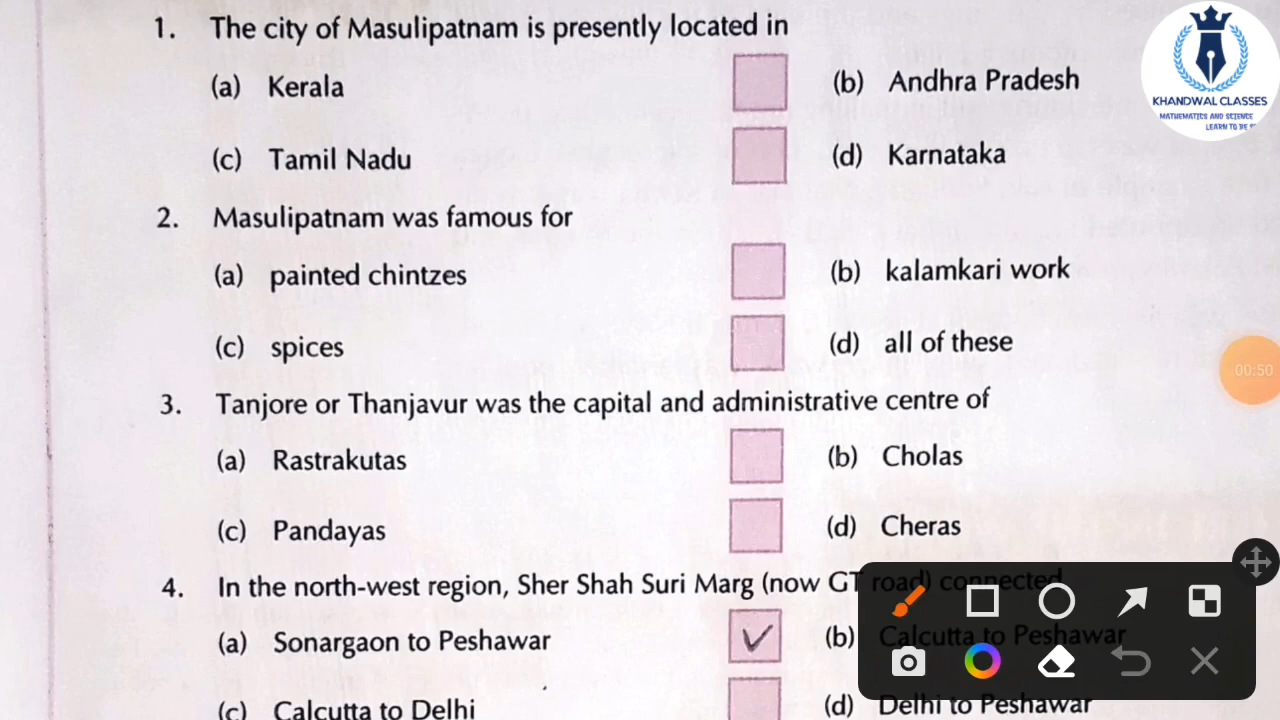 1. The city of Masulipatnam is presently located in
(a) Kerala (b) Andhra Pradesh
(c) Tamil Nadu (d) Karnataka
2. Masulipatnam was famous for
(a) painted chintzes (b) kalamkari work
(c) spices (d) all of these
3. Tanjore or Thanjavur was the capital and administrative centre of
(a) Rastrakutas (b) Cholas
(c) Pandayas (d) Cheras
4. In the north-west region, Sher Shah Suri Marg (now GT road) connected
(a) Sonargaon to Peshawar (b) Calcutta to Peshawar
(c) Calcutta to Delhi (d) Delhi to Peshawar
KHANDWAL CLASSES
MATHEMATICS AND SCIENCE
LEARN TO BE
00:50